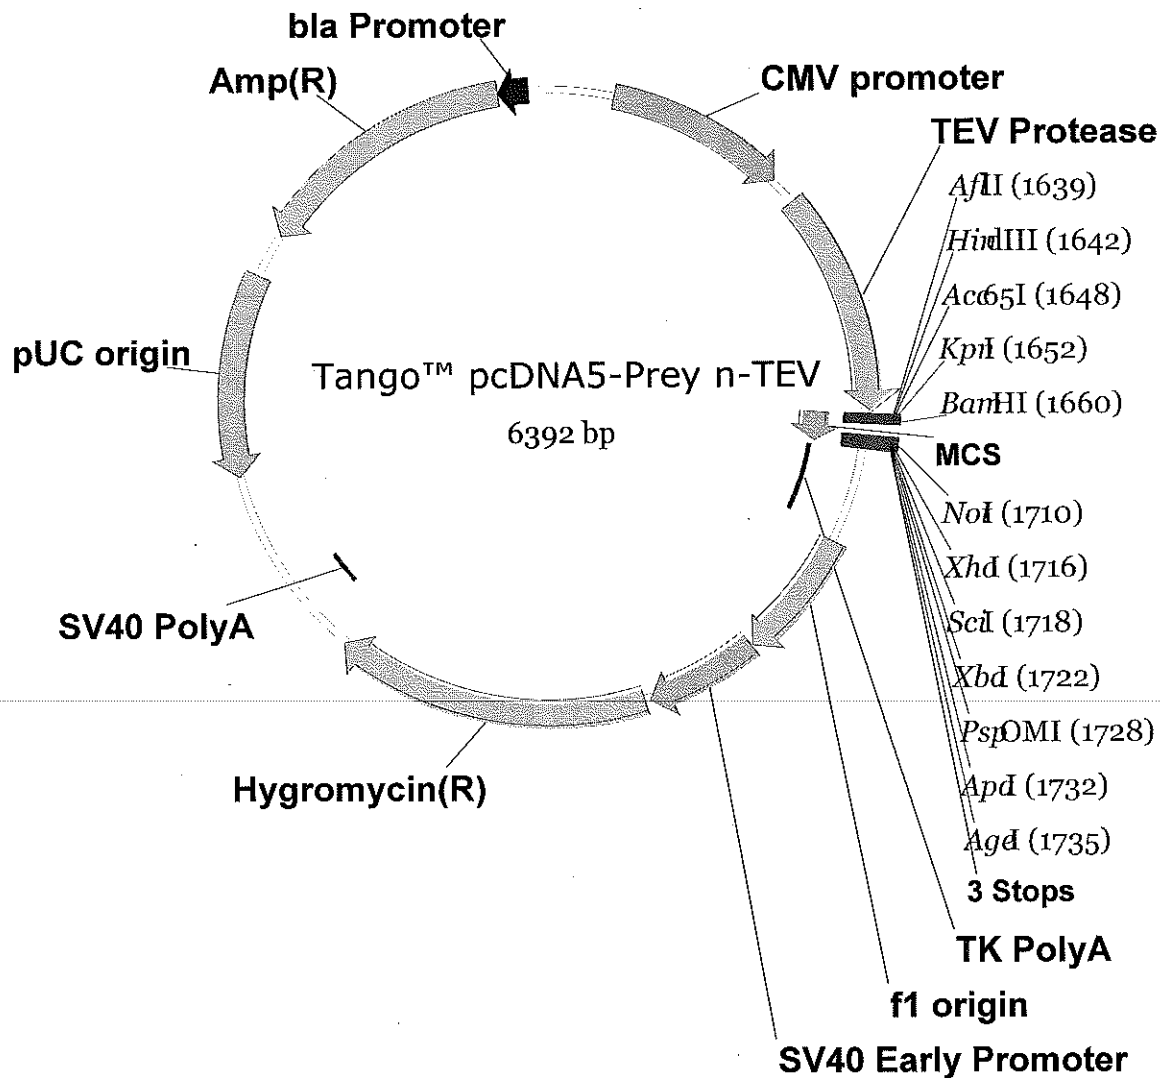 bla Promoter
Amp(R)
CMV promoter
TEV Protease
AflII (1639)
HindIII (1642)
Acc65I (1648)
KpnI (1652)
BamHI (1660)
MCS
NotI (1710)
XhoI (1716)
SciI (1718)
XbaI (1722)
PspOMI (1728)
ApaI (1732)
AgeI (1735)
3 Stops
TK PolyA
f1 origin
SV40 Early Promoter
Hygromycin(R)
SV40 PolyA
pUC origin
Tango™ pcDNA5-Prey n-TEV
6392 bp